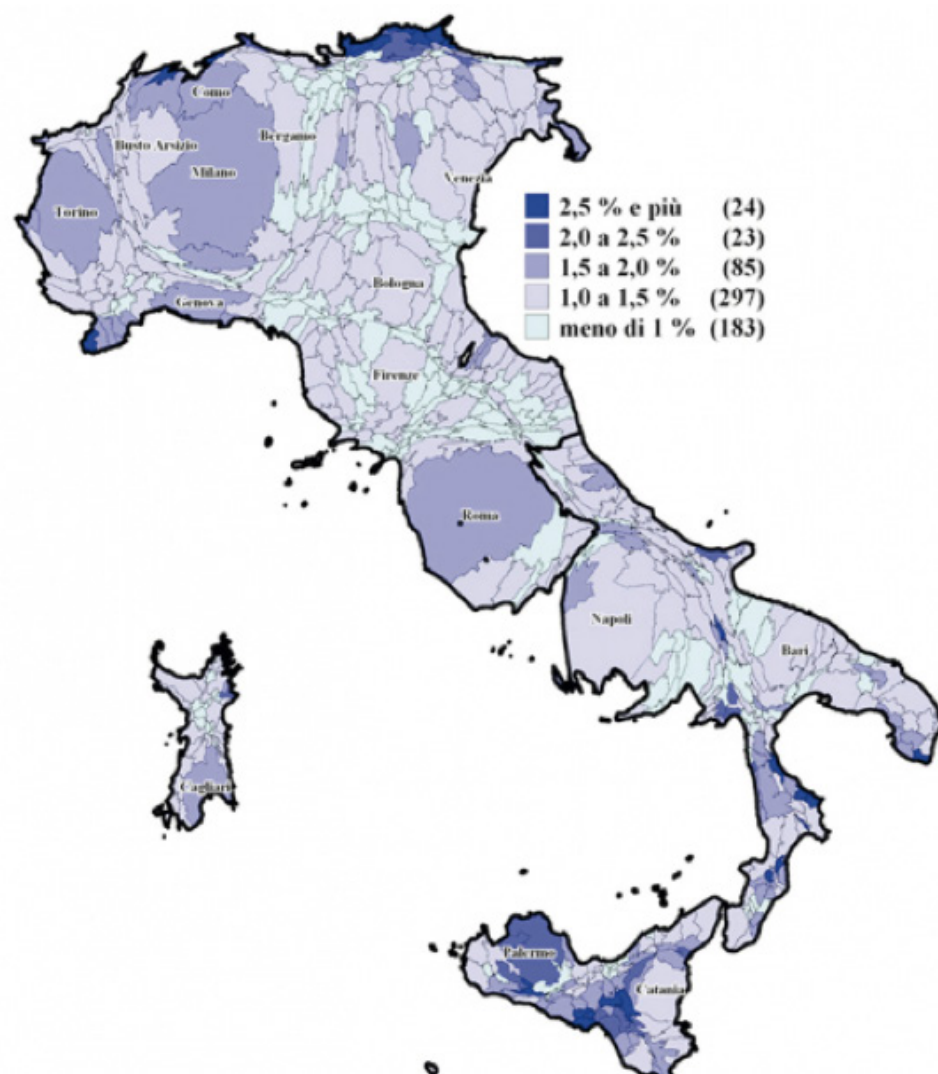 Como
Busto Arsizio
Bergamo
Milano
Venezia
Torino
2,5 % e più (24)
2,0 a 2,5 % (23)
1,5 a 2,0 % (85)
1,0 a 1,5 % (297)
meno di 1 % (183)
Bologna
Genova
Firenze
Roma
Napoli
Bari
Cagliari
Palermo
Catania